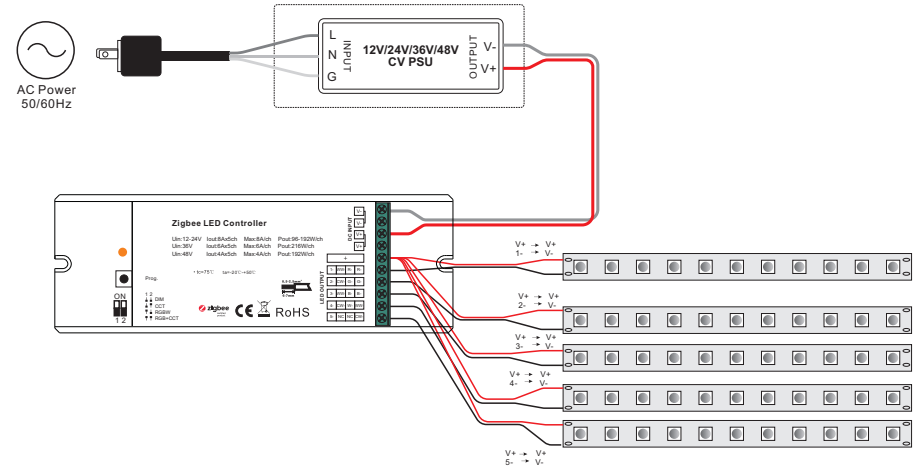 AC Power
50/60Hz
L
N
G
INPUT
12V/24V/36V/48V
CV PSU
OUTPUT
V-
V+
Zigbee LED Controller
Uin:12-24V Iout:8Ax5ch Max:8A/ch Pout:96-192W/ch
Uin:36V Iout:6Ax5ch Max:6A/ch Pout:216W/ch
Uin:48V Iout:4Ax5ch Max:4A/ch Pout:192W/ch
Prog.
ON
1 2
1 2
DIM
CCT
RGBW
RGB+CCT
zigbee
CE
RoHS
DC INPUT
V-
V-
V+
V+
LED OUTPUT
+
V+ → V+
1- → V-
V+ → V+
2- → V-
V+ → V+
3- → V-
V+ → V+
4- → V-
V+ → V+
5- → V-